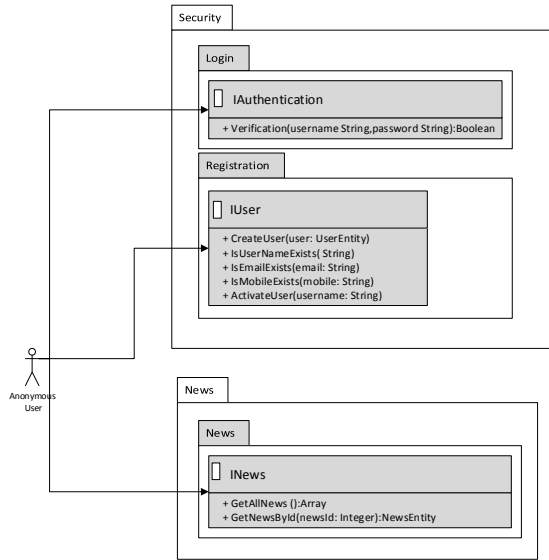 Security
Login
IAuthentication
+ Verification(username String,password String):Boolean
Registration
IUser
+ CreateUser(user: UserEntity)
+ IsUserNameExists( String)
+ IsEmailExists(email: String)
+ IsMobileExists(mobile: String)
+ ActivateUser(username: String)
Anonymous
User
News
News
INews
+ GetAllNews ():Array
+ GetNewsById(newsId: Integer):NewsEntity